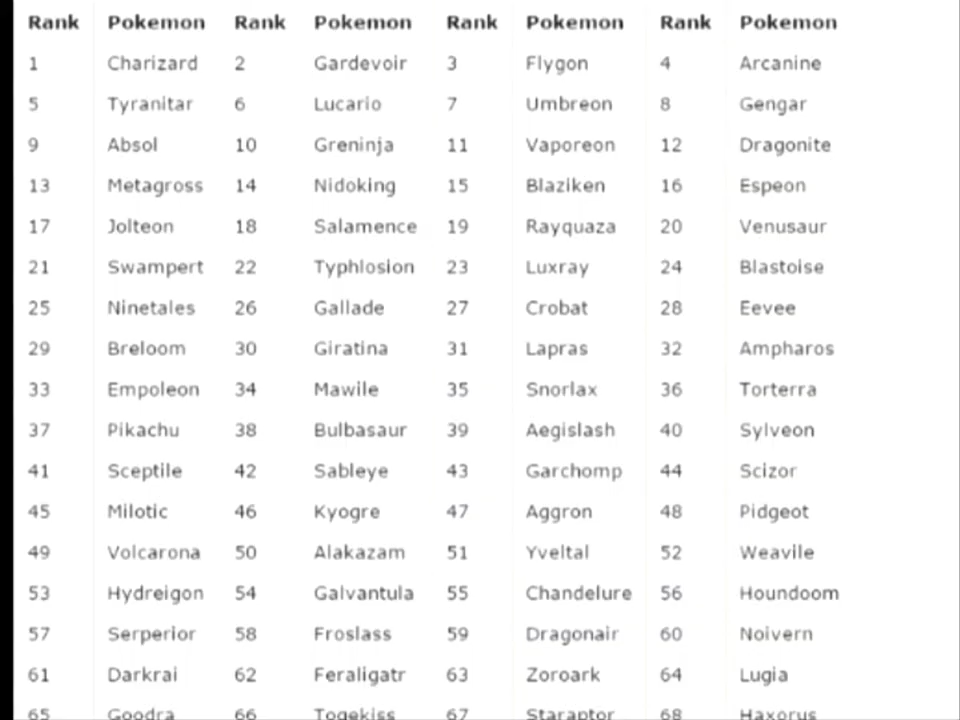 Rank Pokemon Rank Pokemon Rank Pokemon Rank Pokemon
1 Charizard 2 Gardevoir 3 Flygon 4 Arcanine
5 Tyranitar 6 Lucario 7 Umbreon 8 Gengar
9 Absol 10 Greninja 11 Vaporeon 12 Dragonite
13 Metagross 14 Nidoking 15 Blaziken 16 Espeon
17 Jolteon 18 Salamence 19 Rayquaza 20 Venusaur
21 Swampert 22 Typhlosion 23 Luxray 24 Blastoise
25 Ninetales 26 Gallade 27 Crobat 28 Eevee
29 Breloom 30 Giratina 31 Lapras 32 Ampharos
33 Empoleon 34 Mawile 35 Snorlax 36 Torterra
37 Pikachu 38 Bulbasaur 39 Aegislash 40 Sylveon
41 Sceptile 42 Sableye 43 Garchomp 44 Scizor
45 Milotic 46 Kyogre 47 Aggron 48 Pidgeot
49 Volcarona 50 Alakazam 51 Yveltal 52 Weavile
53 Hydreigon 54 Galvantula 55 Chandelure 56 Houndoom
57 Serperior 58 Froslass 59 Dragonair 60 Noivern
61 Darkrai 62 Feraligatr 63 Zoroark 64 Lugia
65 Goodra 66 Togekiss 67 Staraptor 68 Haxorus